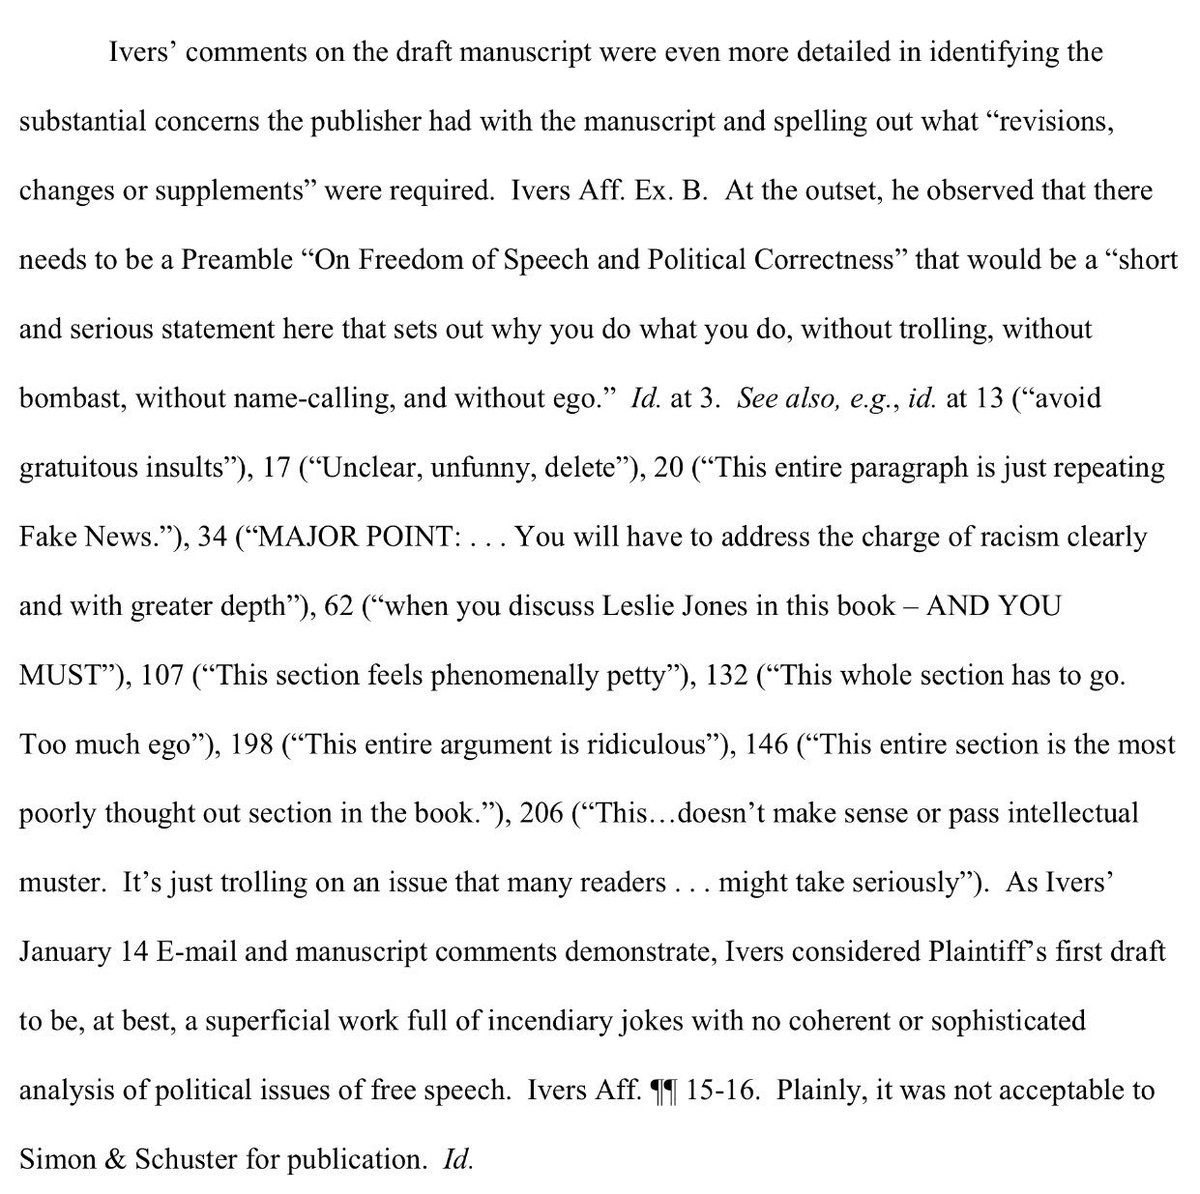 Ivers’ comments on the draft manuscript were even more detailed in identifying the
substantial concerns the publisher had with the manuscript and spelling out what “revisions,
changes or supplements” were required.  Ivers Aff. Ex. B.  At the outset, he observed that there
needs to be a Preamble “On Freedom of Speech and Political Correctness” that would be a “short
and serious statement here that sets out why you do what you do, without trolling, without
bombast, without name-calling, and without ego.”  Id. at 3.  See also, e.g., id. at 13 (“avoid
gratuitous insults”), 17 (“Unclear, unfunny, delete”), 20 (“This entire paragraph is just repeating
Fake News.”), 34 (“MAJOR POINT: . . . You will have to address the charge of racism clearly
and with greater depth”), 62 (“when you discuss Leslie Jones in this book – AND YOU
MUST”), 107 (“This section feels phenomenally petty”), 132 (“This whole section has to go.
Too much ego”), 198 (“This entire argument is ridiculous”), 146 (“This entire section is the most
poorly thought out section in the book.”), 206 (“This…doesn’t make sense or pass intellectual
muster.  It’s just trolling on an issue that many readers . . . might take seriously”).  As Ivers’
January 14 E-mail and manuscript comments demonstrate, Ivers considered Plaintiff’s first draft
to be, at best, a superficial work full of incendiary jokes with no coherent or sophisticated
analysis of political issues of free speech.  Ivers Aff. ¶¶ 15-16.  Plainly, it was not acceptable to
Simon & Schuster for publication.  Id.